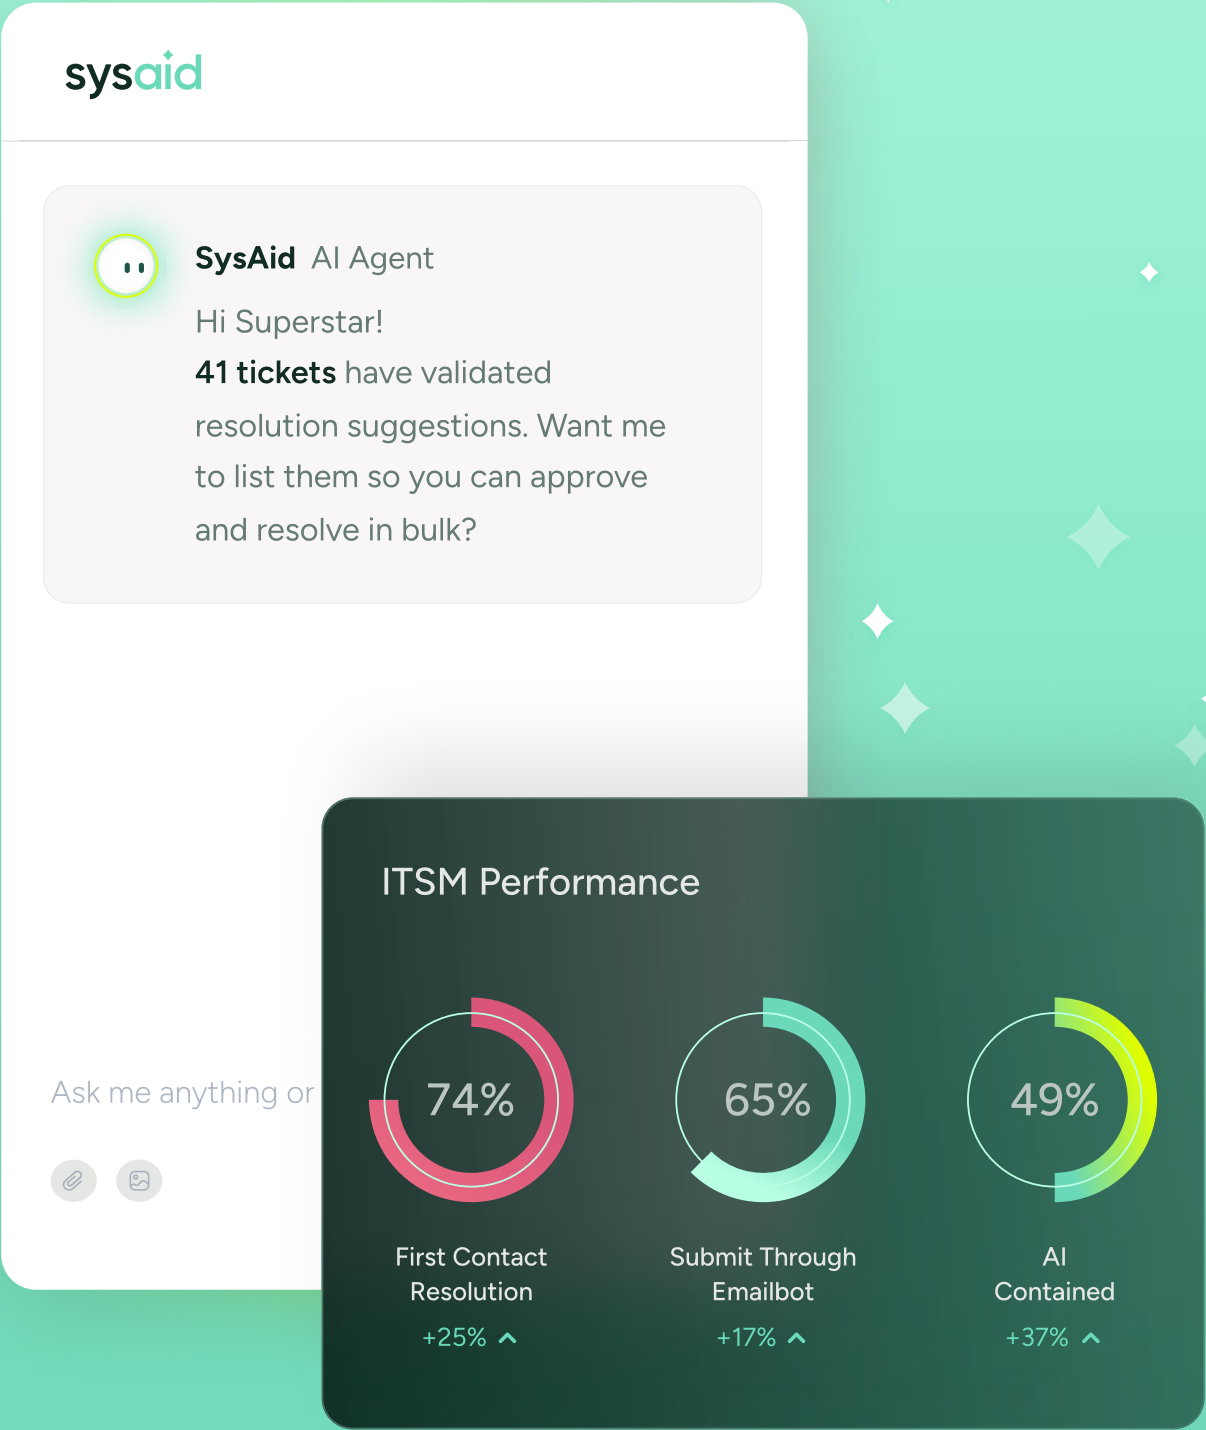 sysaid
SysAid AI Agent
Hi Superstar!
41 tickets have validated
resolution suggestions. Want me
to list them so you can approve
and resolve in bulk?
Ask me anything or
ITSM Performance
74%
65%
49%
First Contact
Resolution
+25%
Submit Through
Emailbot
+17%
AI
Contained
+37%